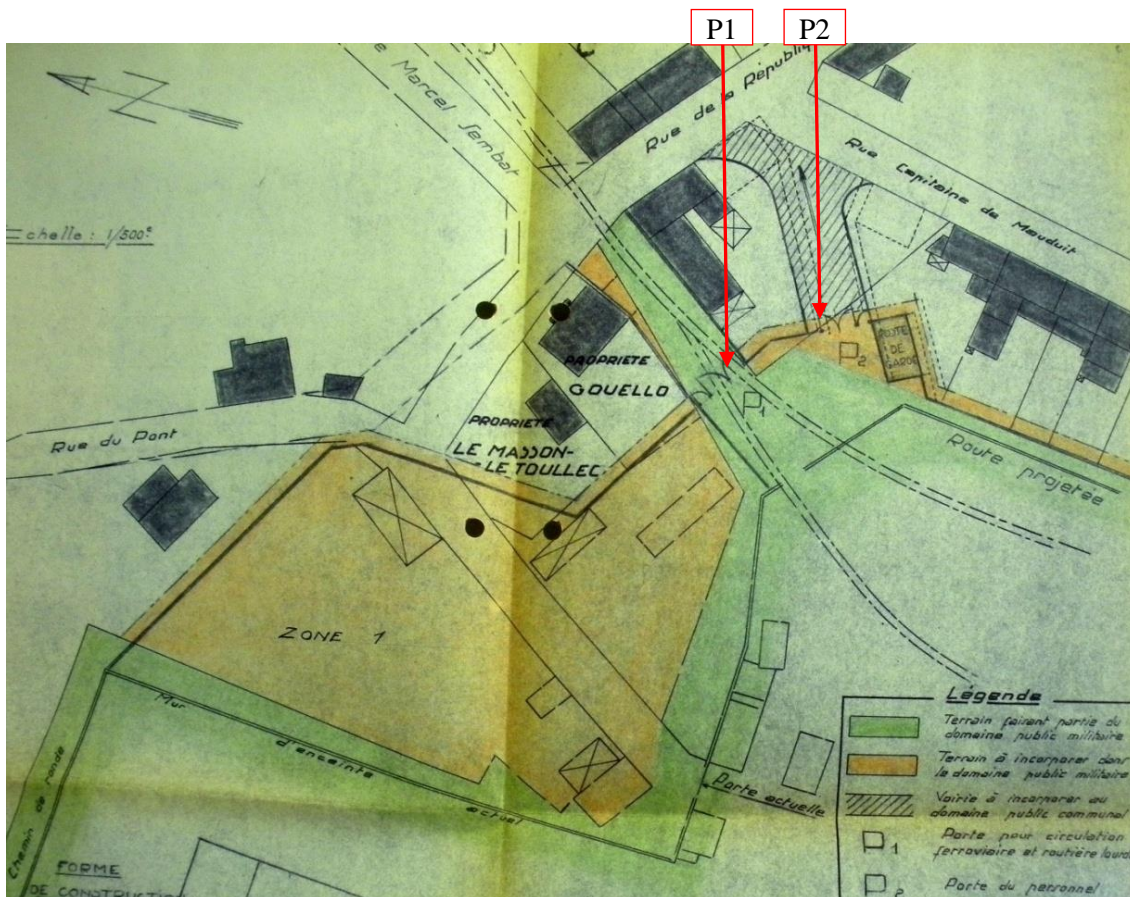 P1
P2
Marcel Sembat
Rue de la République
Rue Capitaine de Mauduit
Echelle : 1/500e
PROPRIETE
GOUELLO
PROPRIETE
LE MASSON-
LE TOULLEC
P2
POSTE
DE
GARDE
P1
Rue du Pont
Route projetée
ZONE 1
Mur
d'enceinte
actuel
Chemin de ronde
Porte actuelle
FORME
DE CONSTRUCTI
Légende
Terrain faisant partie du
domaine public militaire
Terrain à incorporer dans
le domaine public militaire
Voirie à incorporer au
domaine public communal
P1
Porte pour circulation
ferroviaire et routière lourd
P2
Porte du personnel